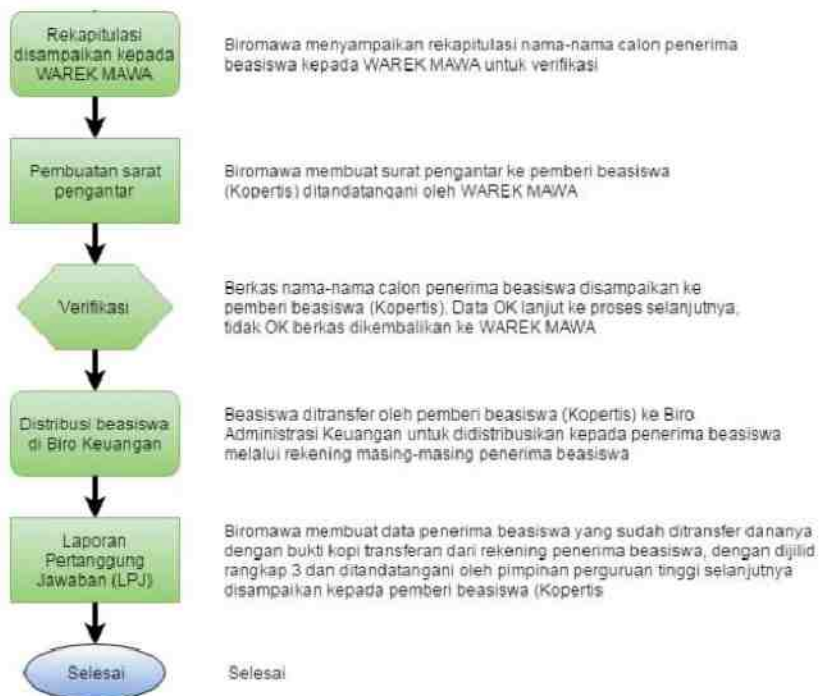 Rekapitulasi
disampaikan kepada
WAREK MAWA
Biromawa menyampaikan rekapitulasi nama-nama calon penerima
beasiswa kepada WAREK MAWA untuk verifikasi
Pembuatan sarat
pengantar
Biromawa membuat surat pengantar ke pemberi beasiswa
(Kopertis) ditandatangani oleh WAREK MAWA
Verifikasi
Berkas nama-nama calon penerima beasiswa disampaikan ke
pemberi beasiswa (Kopertis). Data OK lanjut ke proses selanjutnya,
tidak OK berkas dikembalikan ke WAREK MAWA
Distribusi beasiswa
di Biro Keuangan
Beasiswa ditransfer oleh pemberi beasiswa (Kopertis) ke Biro
Administrasi Keuangan untuk didistribusikan kepada penerima beasiswa
melalui rekening masing-masing penerima beasiswa
Laporan
Pertanggung
Jawaban (LPJ)
Biromawa membuat data penerima beasiswa yang sudah ditransfer dananya
dengan bukti kopi transferan dari rekening penerima beasiswa, dengan dijilid
rangkap 3 dan ditandatangani oleh pimpinan perguruan tinggi selanjutnya
disampaikan kepada pemberi beasiswa (Kopertis
Selesai
Selesai